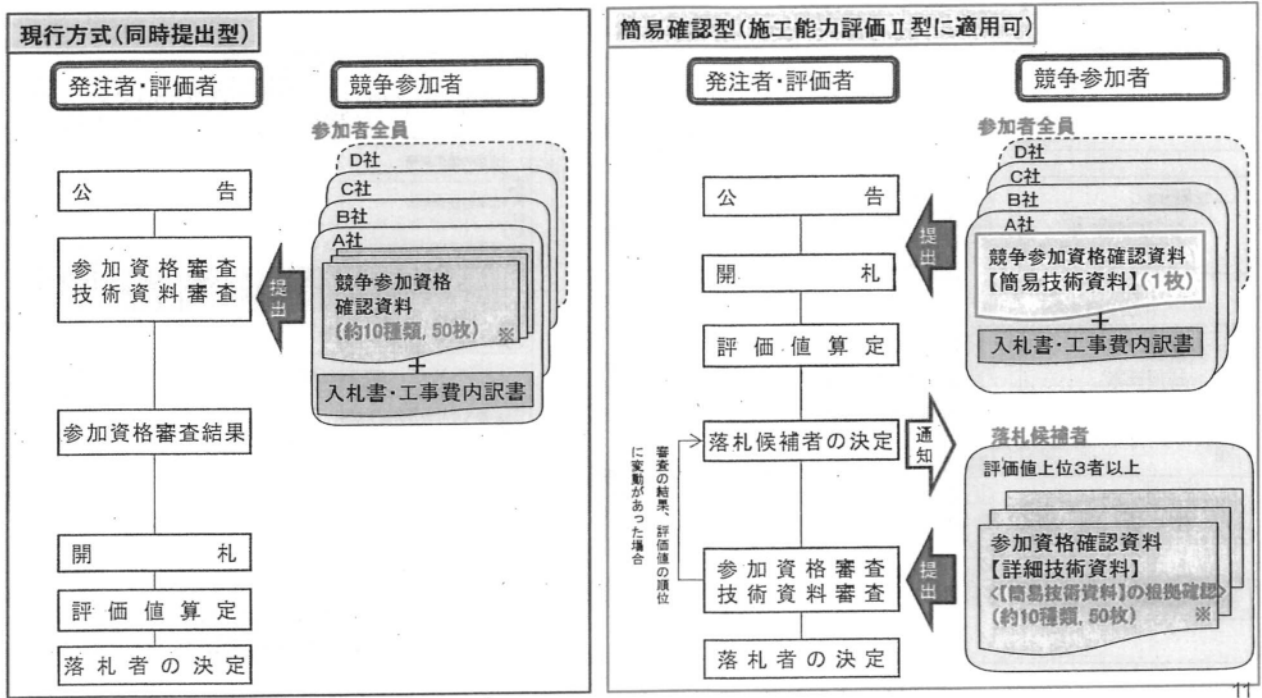 現行方式(同時提出型)
発注者・評価者
競争参加者
参加者全員
D社
C社
B社
A社
公告
参加資格審査
技術資料審査
提出
競争参加資格
確認資料
(約10種類, 50枚) ※
+
入札書・工事費内訳書
参加資格審査結果
開札
評価値算定
落札者の決定
簡易確認型(施工能力評価Ⅱ型に適用可)
発注者・評価者
競争参加者
参加者全員
D社
C社
B社
A社
公告
提出
競争参加資格確認資料
【簡易技術資料】(1枚)
+
入札書・工事費内訳書
開札
評価値算定
落札候補者の決定
通知
落札候補者
評価値上位3者以上
審査の結果、評価値の順位
に変動があった場合
参加資格審査
技術資料審査
提出
参加資格確認資料
【詳細技術資料】
<【簡易技術資料】の根拠確認>
(約10種類, 50枚) ※
落札者の決定
11